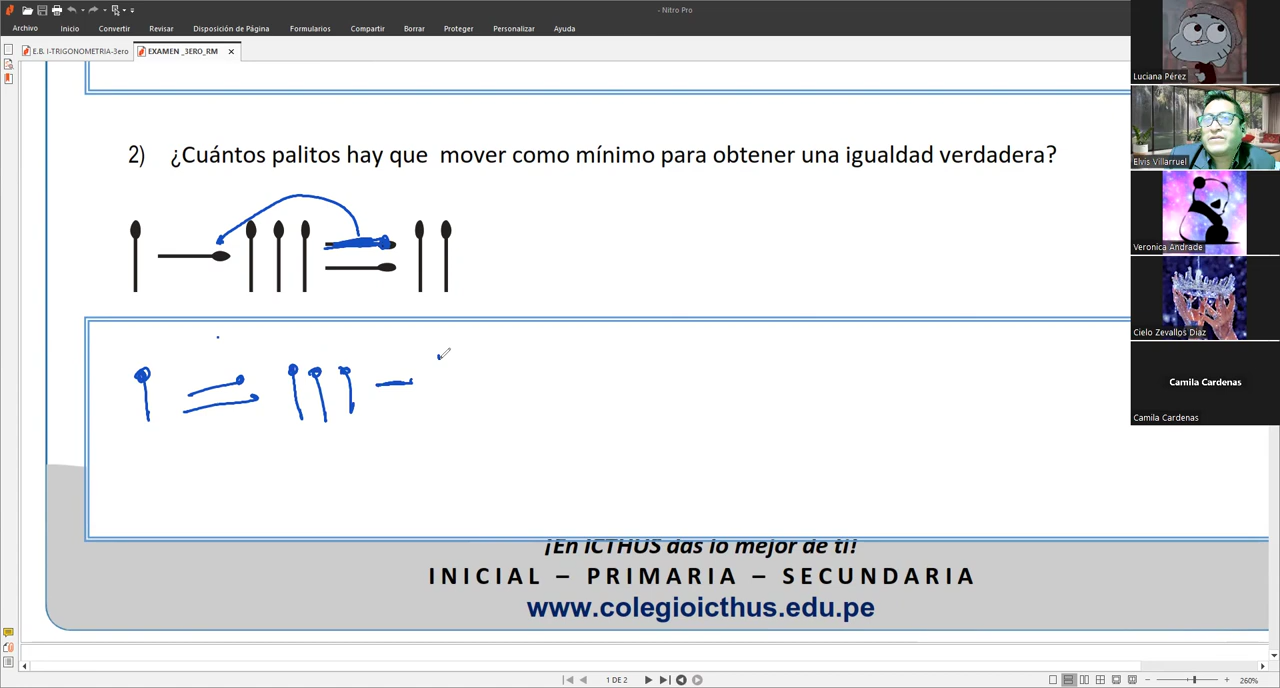 - Nitro Pro
Archivo Inicio Convertir Revisar Disposición de Página Formularios Compartir Borrar Proteger Personalizar Ayuda
E.B. I-TRIGONOMETRIA-3ero EXAMEN _3ERO_RM
2) ¿Cuántos palitos hay que mover como mínimo para obtener una igualdad verdadera?
¡En ICTHUS das lo mejor de ti!
INICIAL – PRIMARIA – SECUNDARIA
www.colegioicthus.edu.pe
1 DE 2
260%
Luciana Pérez
Elvis Villarruel
Veronica Andrade
Cielo Zevallos Diaz
Camila Cardenas
Camila Cardenas